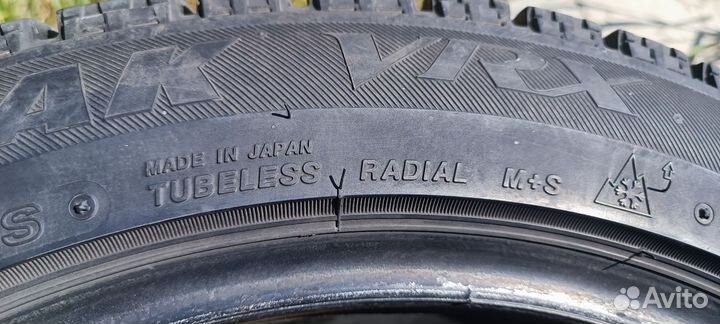 AK VRX
MADE IN JAPAN
TUBELESS RADIAL M+S
S
Avito